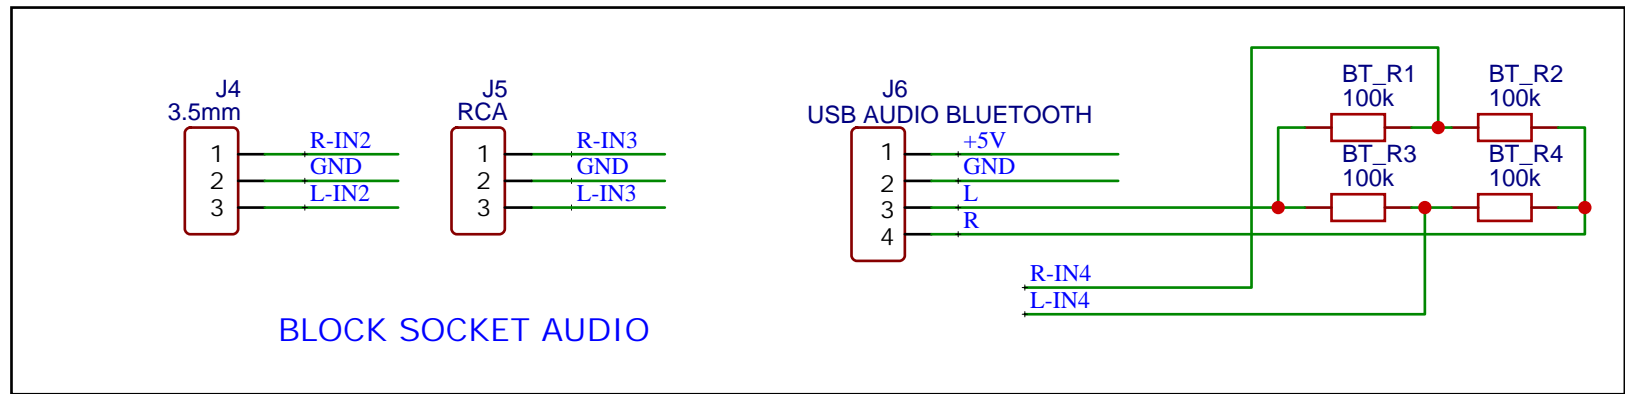 J4
3.5mm
1
2
3
R-IN2
GND
L-IN2
J5
RCA
1
2
3
R-IN3
GND
L-IN3
J6
USB AUDIO BLUETOOTH
1
2
3
4
+5V
GND
L
R
R-IN4
L-IN4
BT_R1
100k
BT_R2
100k
BT_R3
100k
BT_R4
100k
BLOCK SOCKET AUDIO